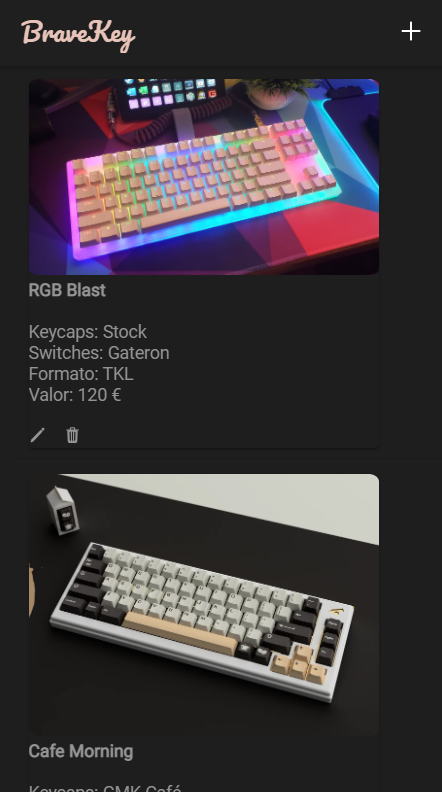 BraveKey
RGB Blast
Keycaps: Stock
Switches: Gateron
Formato: TKL
Valor: 120 €
Cafe Morning
Keycaps: GMK Café